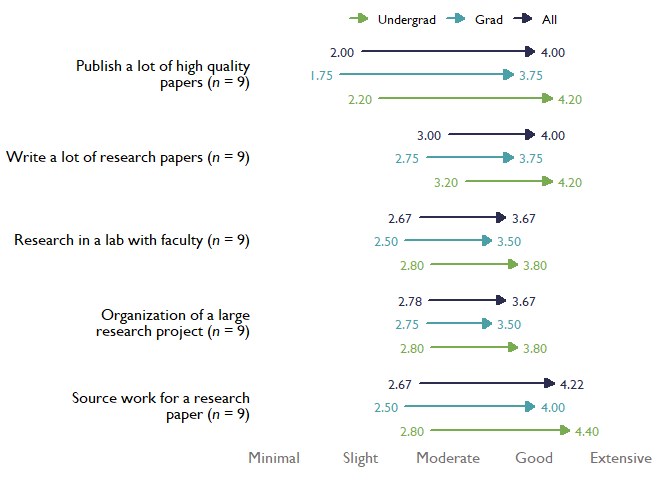 Undergrad Grad All
2.00 4.00
Publish a lot of high quality
1.75 3.75
papers (n = 9)
2.20 4.20
3.00 4.00
Write a lot of research papers (n = 9) 2.75 3.75
3.20 4.20
2.67 3.67
Research in a lab with faculty (n = 9) 2.50 3.50
2.80 3.80
2.78 3.67
Organization of a large
2.75 3.50
research project (n = 9)
2.80 3.80
2.67 4.22
Source work for a research
2.50 4.00
paper (n = 9)
2.80 4.40
Minimal Slight Moderate Good Extensive